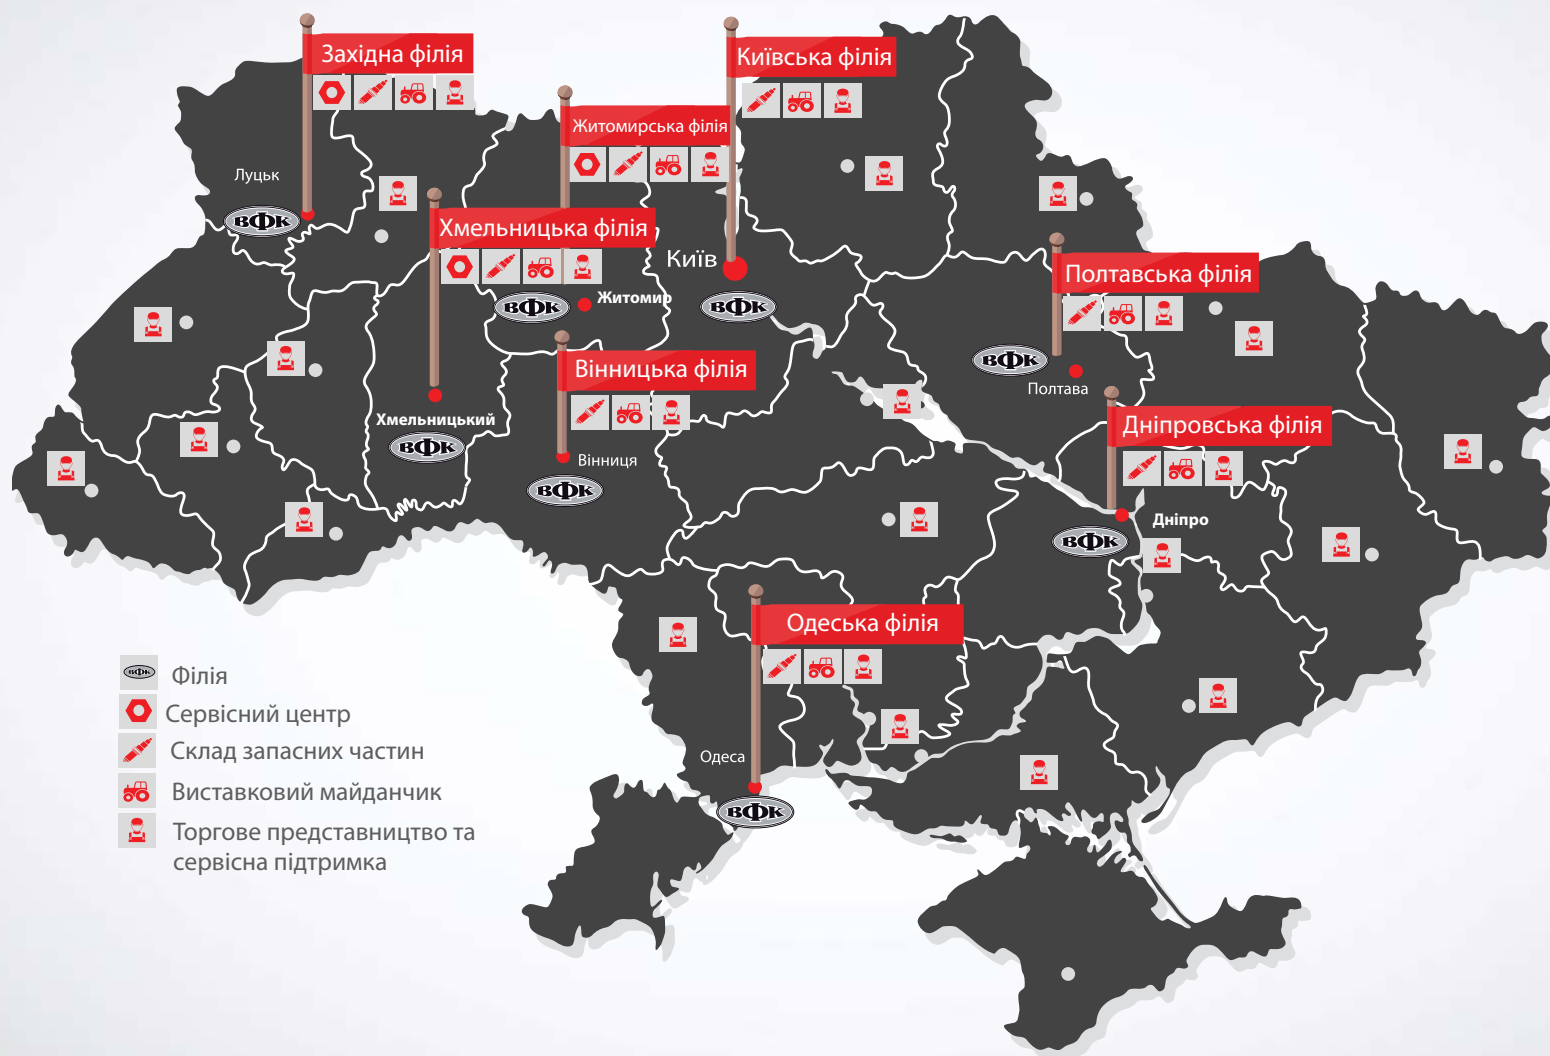 Західна філія
Київська філія
Житомирська філія
Луцьк
ВФК
Хмельницька філія
Київ
Полтавська філія
Житомир
ВФК
ВФК
Вінницька філія
ВФК
Полтава
Хмельницький
Дніпровська філія
ВФК
Вінниця
ВФК
Дніпро
ВФК
Одеська філія
Одеса
ВФК
ВФК Філія
Сервісний центр
Склад запасних частин
Виставковий майданчик
Торгове представництво та
сервісна підтримка